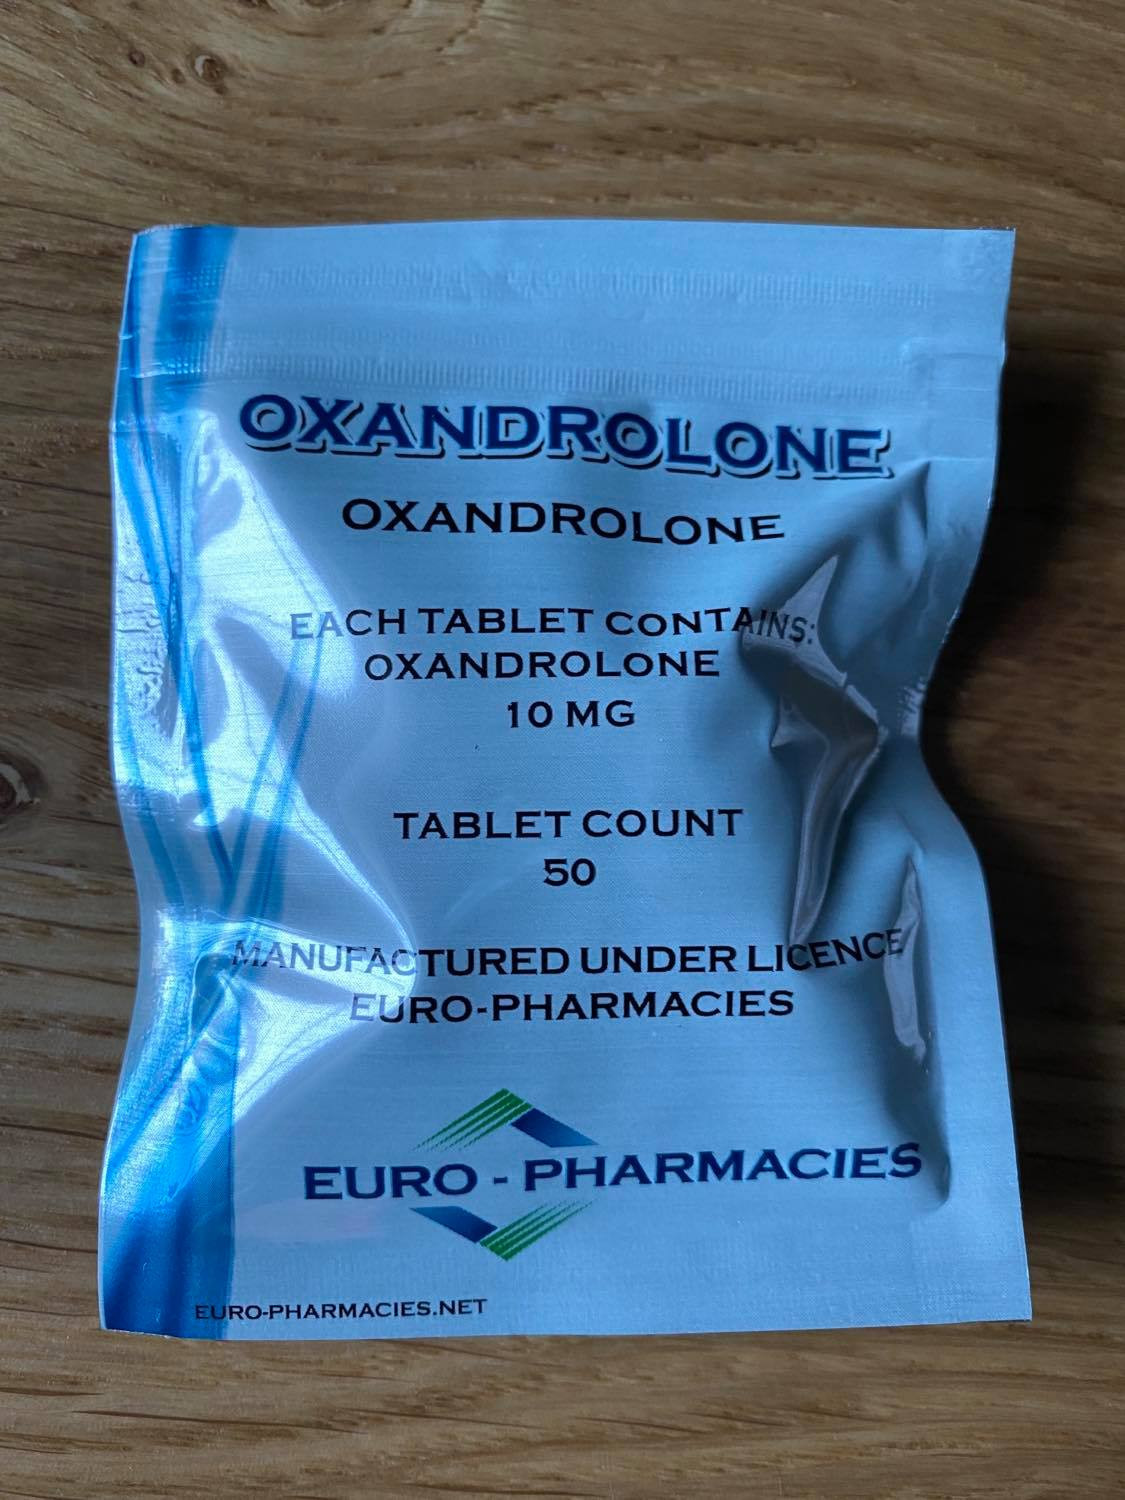 OXANDROLONE
OXANDROLONE
EACH TABLET CONTAINS:
OXANDROLONE
10 MG
TABLET COUNT
50
MANUFACTURED UNDER LICENCE
EURO-PHARMACIES
EURO - PHARMACIES
EURO-PHARMACIES.NET